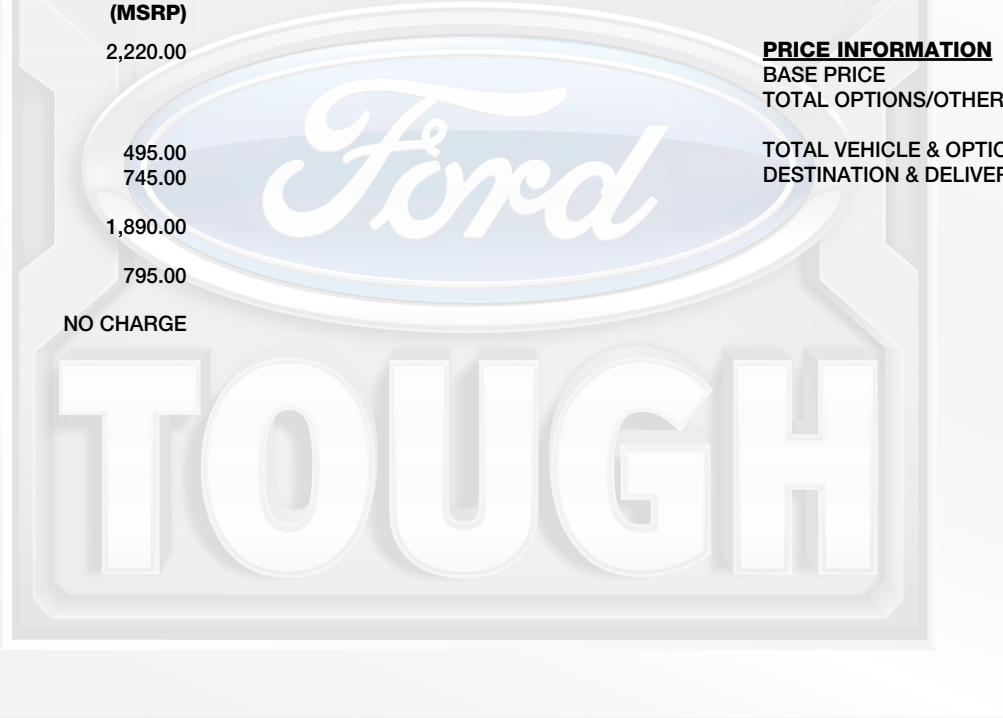 (MSRP)
2,220.00
495.00
745.00
1,890.00
795.00
NO CHARGE
PRICE INFORMATION
BASE PRICE
TOTAL OPTIONS/OTHER
TOTAL VEHICLE & OPTIO
DESTINATION & DELIVER
Ford
TOUGH